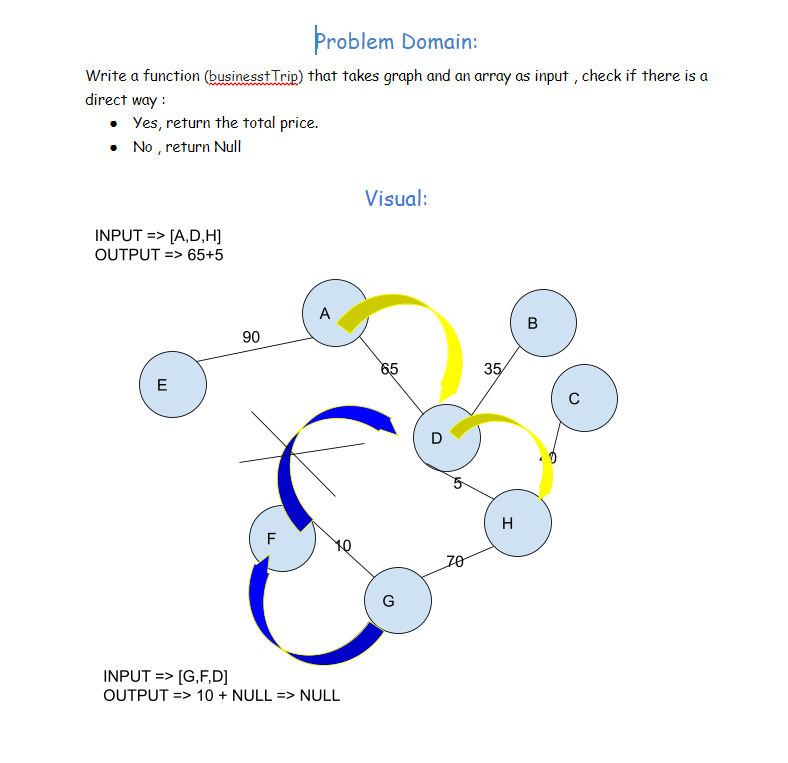 Problem Domain:
Write a function (businesstTrip) that takes graph and an array as input , check if there is a
direct way :
• Yes, return the total price.
• No , return Null
Visual:
INPUT => [A,D,H]
OUTPUT => 65+5
A
B
90
65
35
E
C
D
40
5
H
F
10
70
G
INPUT => [G,F,D]
OUTPUT => 10 + NULL => NULL